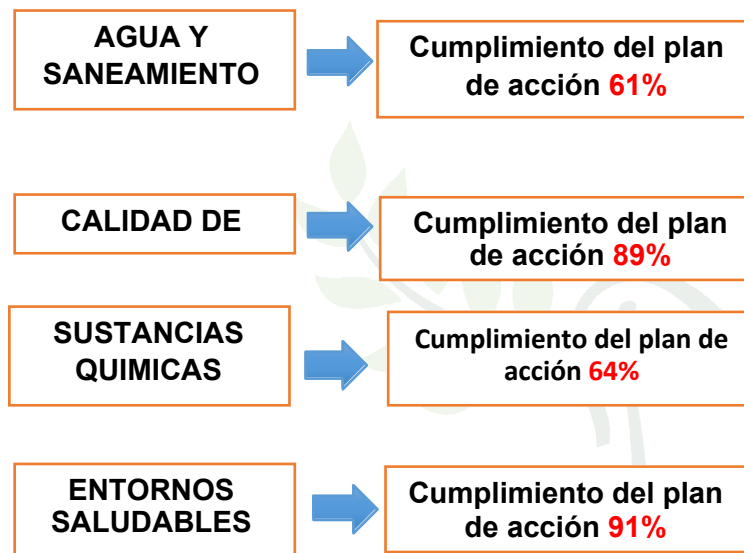 AGUA Y
SANEAMIENTO
Cumplimiento del plan
de acción 61%
CALIDAD DE
Cumplimiento del plan
de acción 89%
SUSTANCIAS
QUIMICAS
Cumplimiento del plan de
acción 64%
ENTORNOS
SALUDABLES
Cumplimiento del plan
de acción 91%